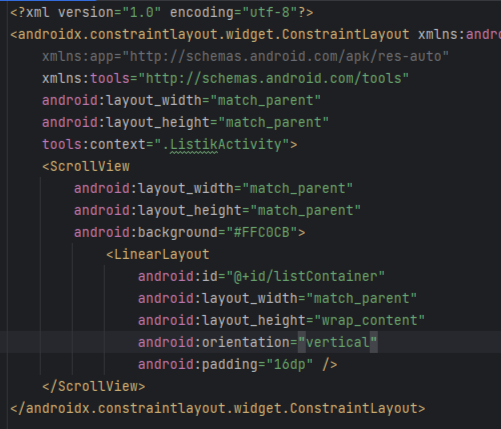 <?xml version="1.0" encoding="utf-8"?>
<androidx.constraintlayout.widget.ConstraintLayout xmlns:andro
xmlns:app="http://schemas.android.com/apk/res-auto"
xmlns:tools="http://schemas.android.com/tools"
android:layout_width="match_parent"
android:layout_height="match_parent"
tools:context=".ListikActivity">
<ScrollView
android:layout_width="match_parent"
android:layout_height="match_parent"
android:background="#FFC0CB">
<LinearLayout
android:id="@+id/listContainer"
android:layout_width="match_parent"
android:layout_height="wrap_content"
android:orientation="vertical"
android:padding="16dp" />
</ScrollView>
</androidx.constraintlayout.widget.ConstraintLayout>